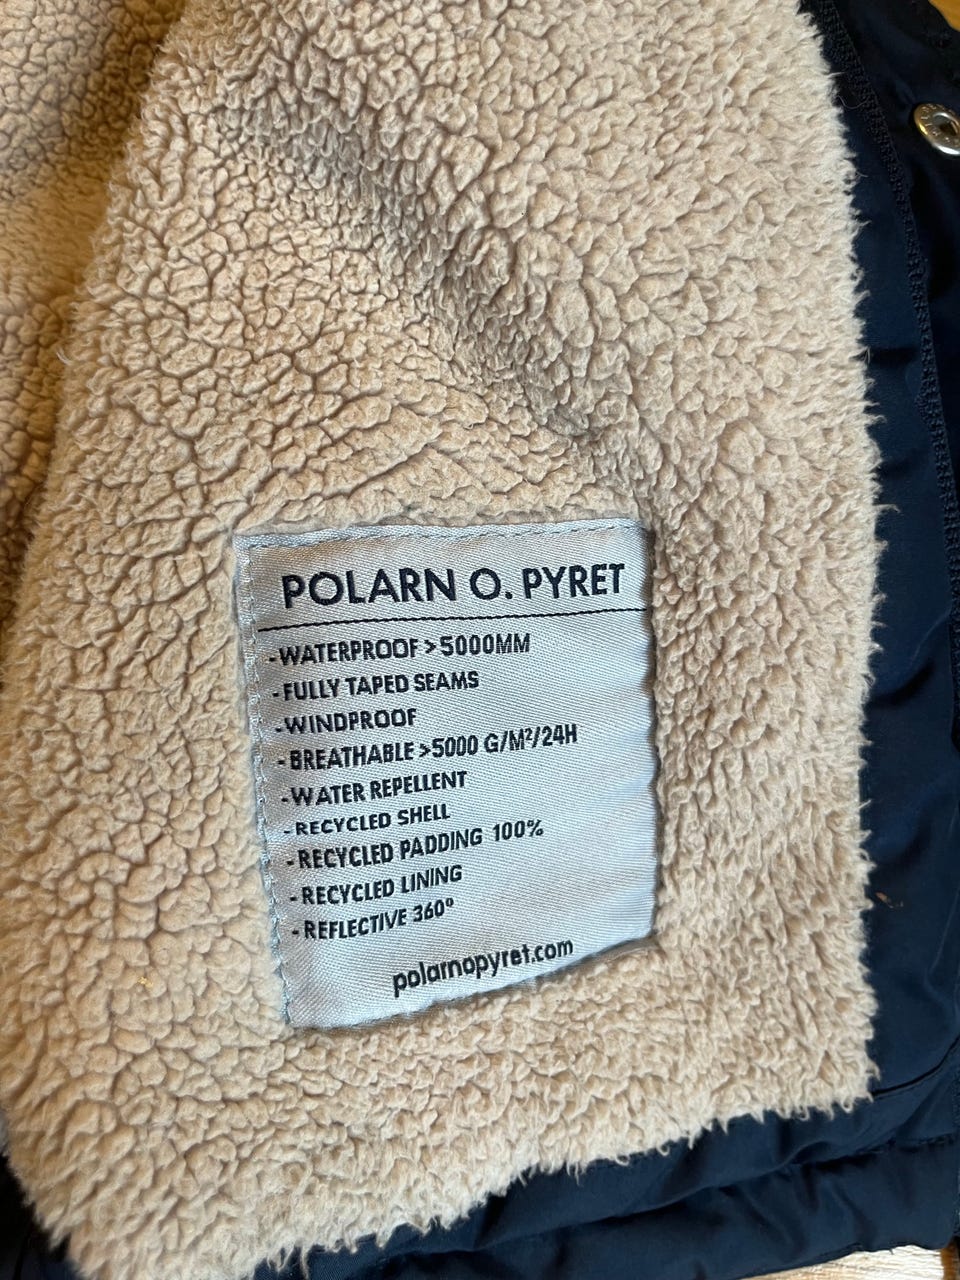 POLARN O. PYRET
-WATERPROOF >5000MM
-FULLY TAPED SEAMS
-WINDPROOF
-BREATHABLE >5000 G/M²/24H
-WATER REPELLENT
-RECYCLED SHELL
-RECYCLED PADDING 100%
-RECYCLED LINING
-REFLECTIVE 360°
polarnopyret.com